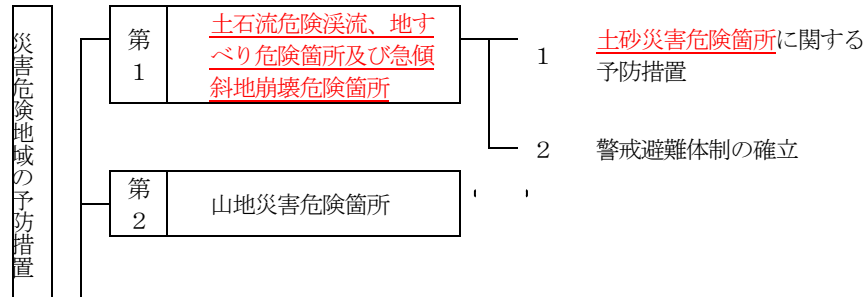 災害危険地域の予防措置
第
1
土石流危険渓流、地す
べり危険箇所及び急傾
斜地崩壊危険箇所
1 土砂災害危険箇所に関する
予防措置
2 警戒避難体制の確立
第
2
山地災害危険箇所